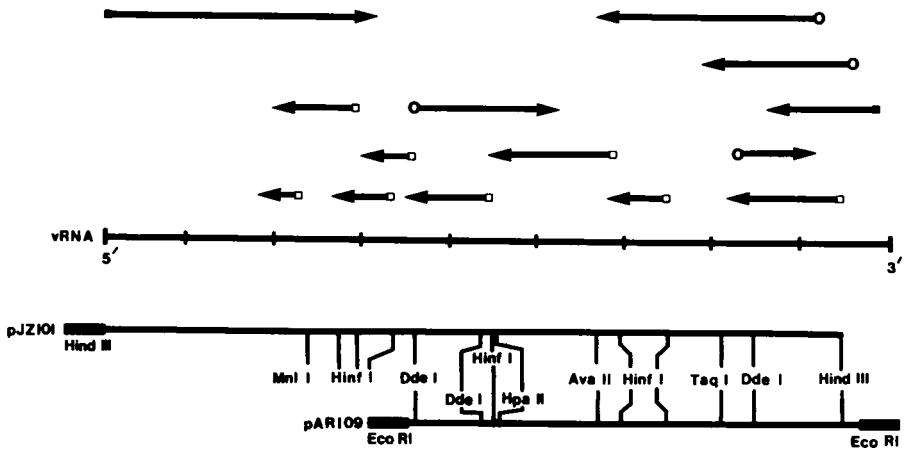 vRNA
5′
3′
pJZ101
Hind III
Mnl I
Hinf I
Dde I
Hinf I
Ava II
Hinf I
Taq I
Dde I
Hind III
Dde I
Hpa II
pAR109
Eco RI
Eco RI